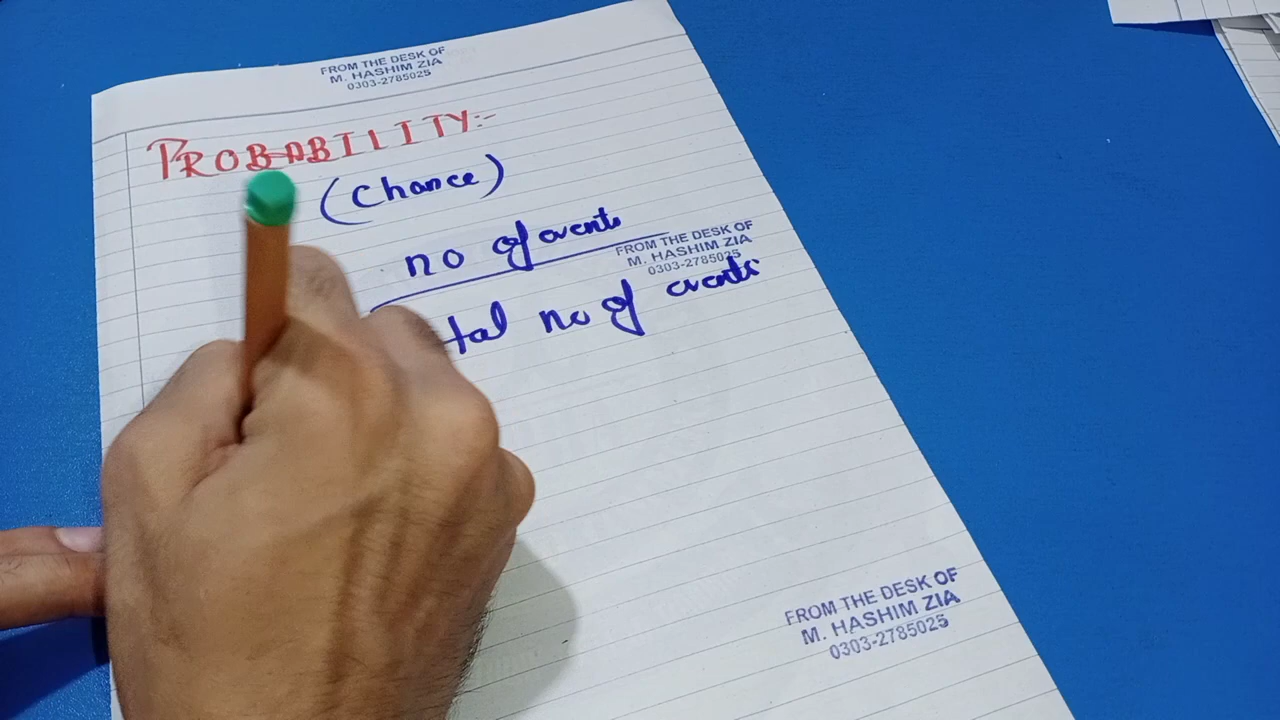 FROM THE DESK OF
M. HASHIM ZIA
0303-2785025
PROBABILITY:-
(Chance)
no of events
FROM THE DESK OF
M. HASHIM ZIA
0303-2785025
tal no of events
FROM THE DESK OF
M. HASHIM ZIA
0303-2785025